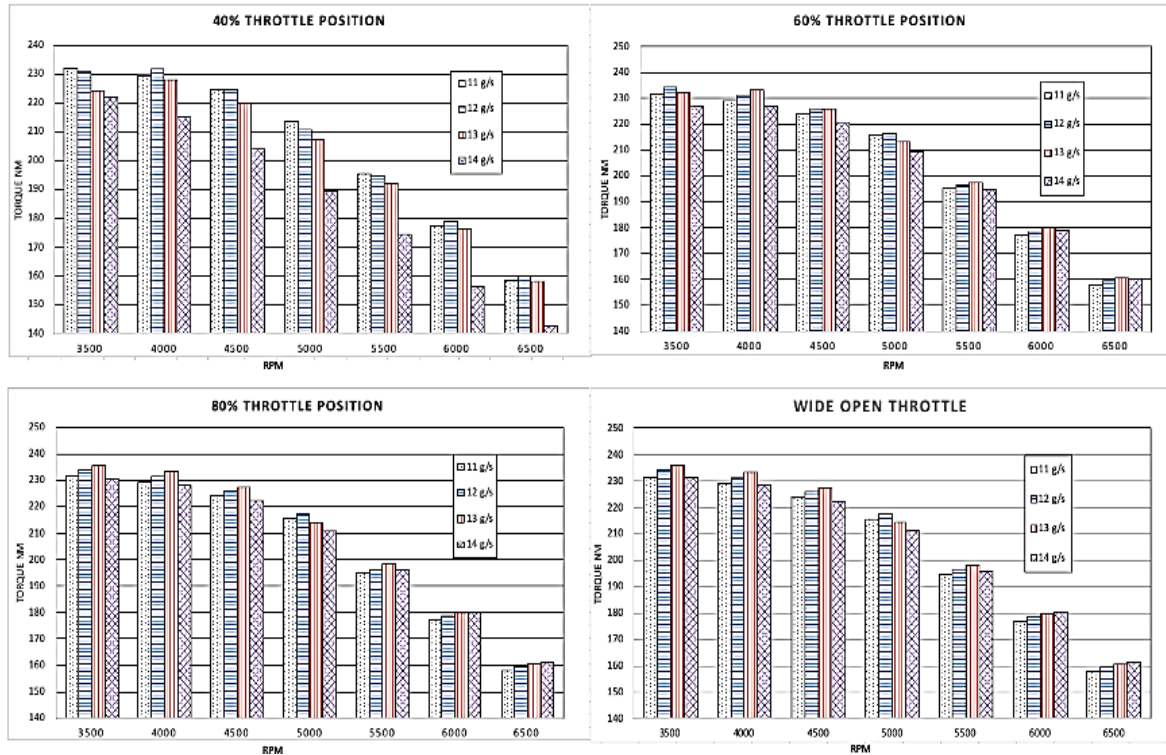 40% THROTTLE POSITION
240
230
220
210
200
190
180
170
160
150
140
TORQUE NM
11 g/s
12 g/s
13 g/s
14 g/s
3500 4000 4500 5000 5500 6000 6500
RPM
60% THROTTLE POSITION
250
240
230
220
210
200
190
180
170
160
150
140
TORQUE NM
11 g/s
12 g/s
13 g/s
14 g/s
3500 4000 4500 5000 5500 6000 6500
RPM
80% THROTTLE POSITION
250
240
230
220
210
200
190
180
170
160
150
140
TORQUE NM
11 g/s
12 g/s
13 g/s
14 g/s
3500 4000 4500 5000 5500 6000 6500
RPM
WIDE OPEN THROTTLE
250
240
230
220
210
200
190
180
170
160
150
140
TORQUE NM
11 g/s
12 g/s
13 g/s
14 g/s
3500 4000 4500 5000 5500 6000 6500
RPM